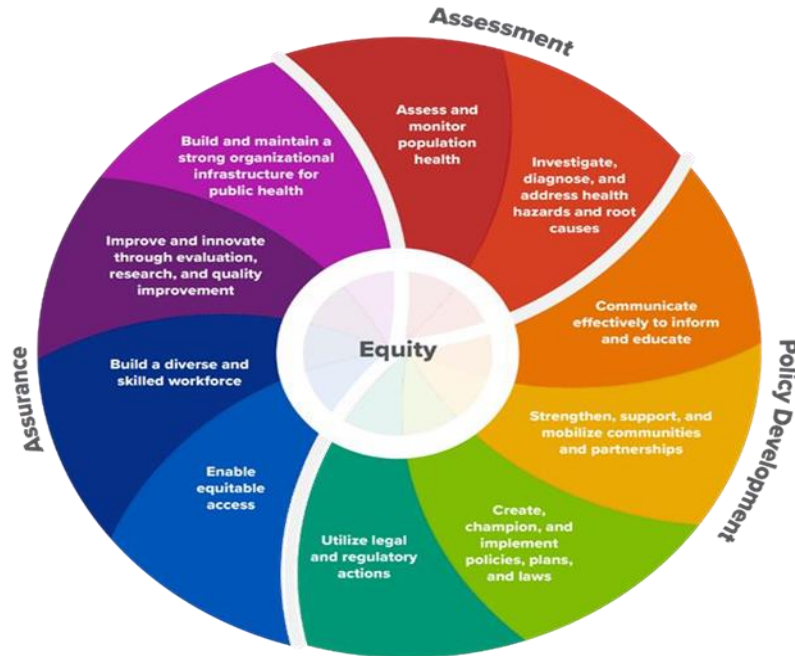 Assessment
Assess and
monitor
population
health
Investigate,
diagnose, and
address health
hazards and root
causes
Communicate
effectively to inform
and educate
Strengthen, support, and
mobilize communities
and partnerships
Create,
champion, and
implement
policies, plans,
and laws
Utilize legal
and regulatory
actions
Enable
equitable
access
Build a diverse and
skilled workforce
Improve and innovate
through evaluation,
research, and quality
improvement
Build and maintain a
strong organizational
infrastructure for
public health
Equity
Policy Development
Assurance